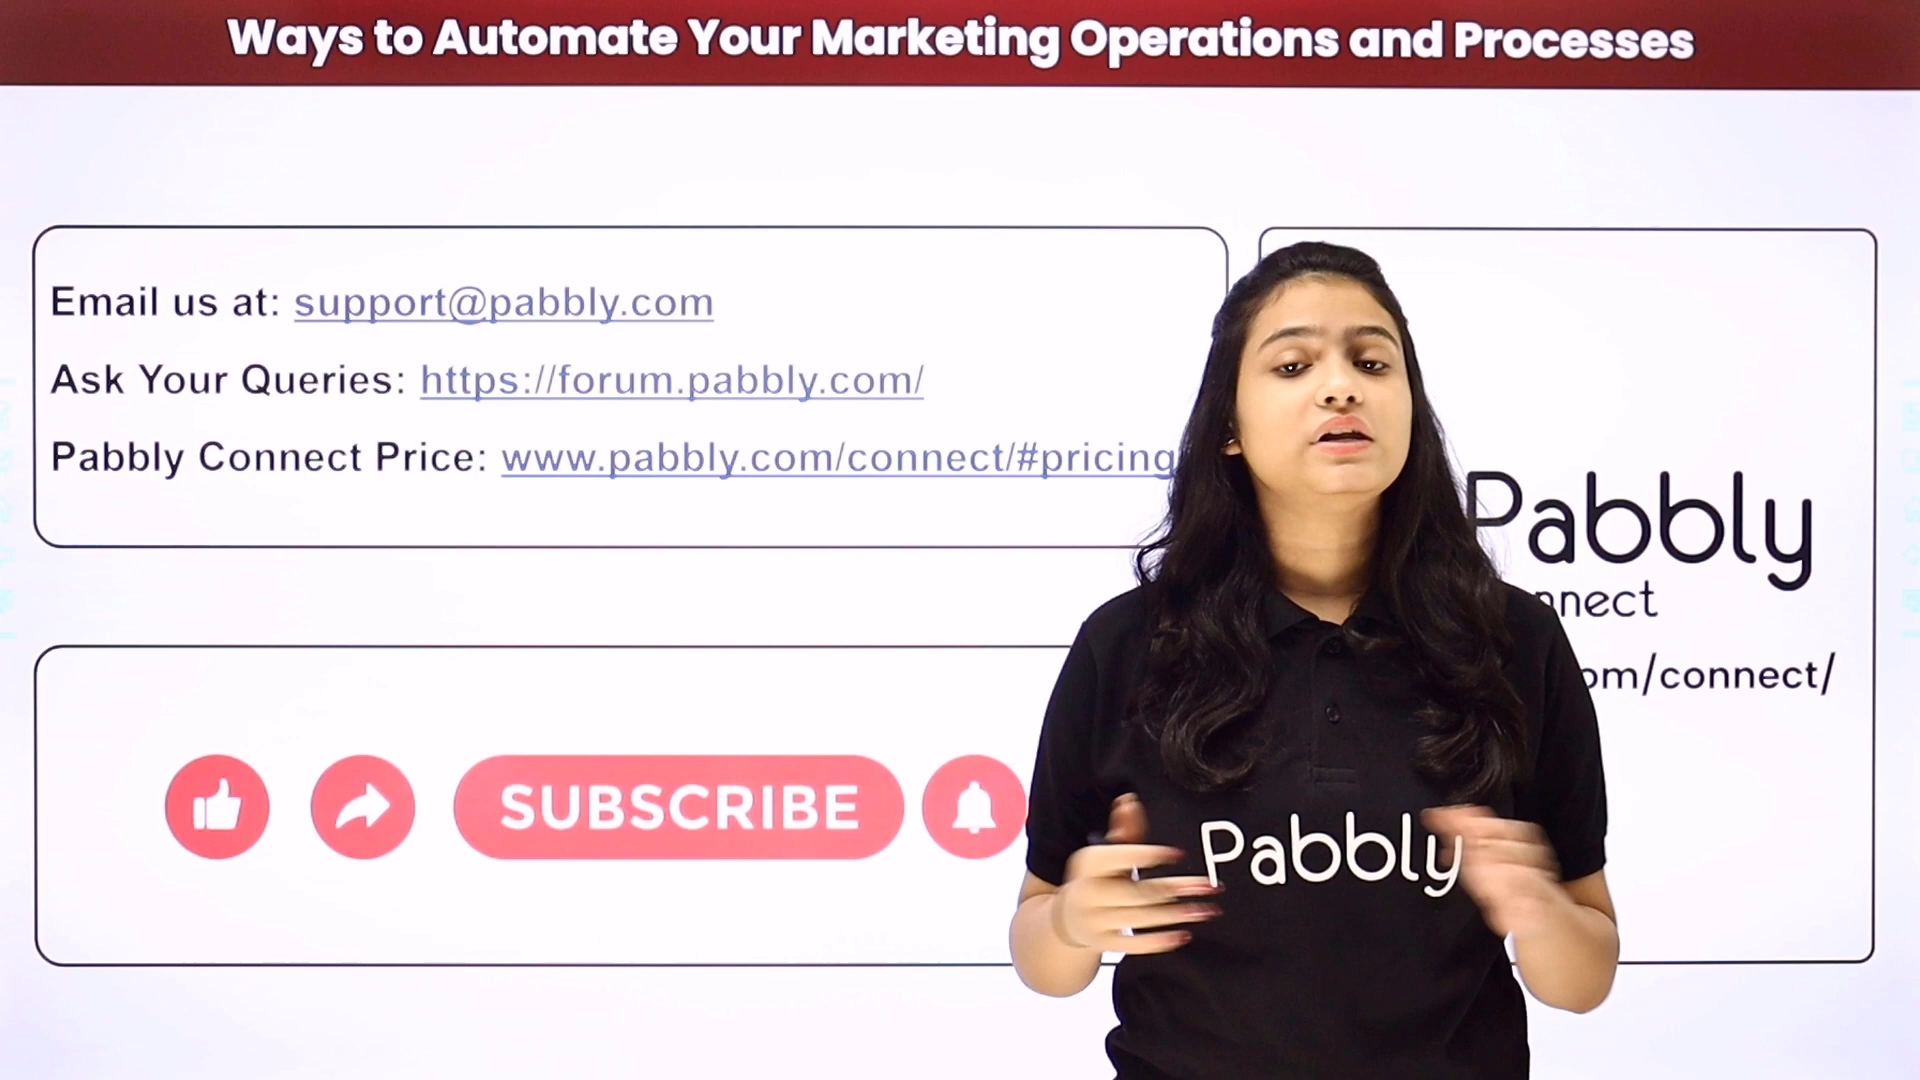 Ways to Automate Your Marketing Operations and Processes
Email us at: support@pabbly.com
Ask Your Queries: https://forum.pabbly.com/
Pabbly Connect Price: www.pabbly.com/connect/#pricing
Pabbly
nnect
om/connect/
SUBSCRIBE
Pabbly